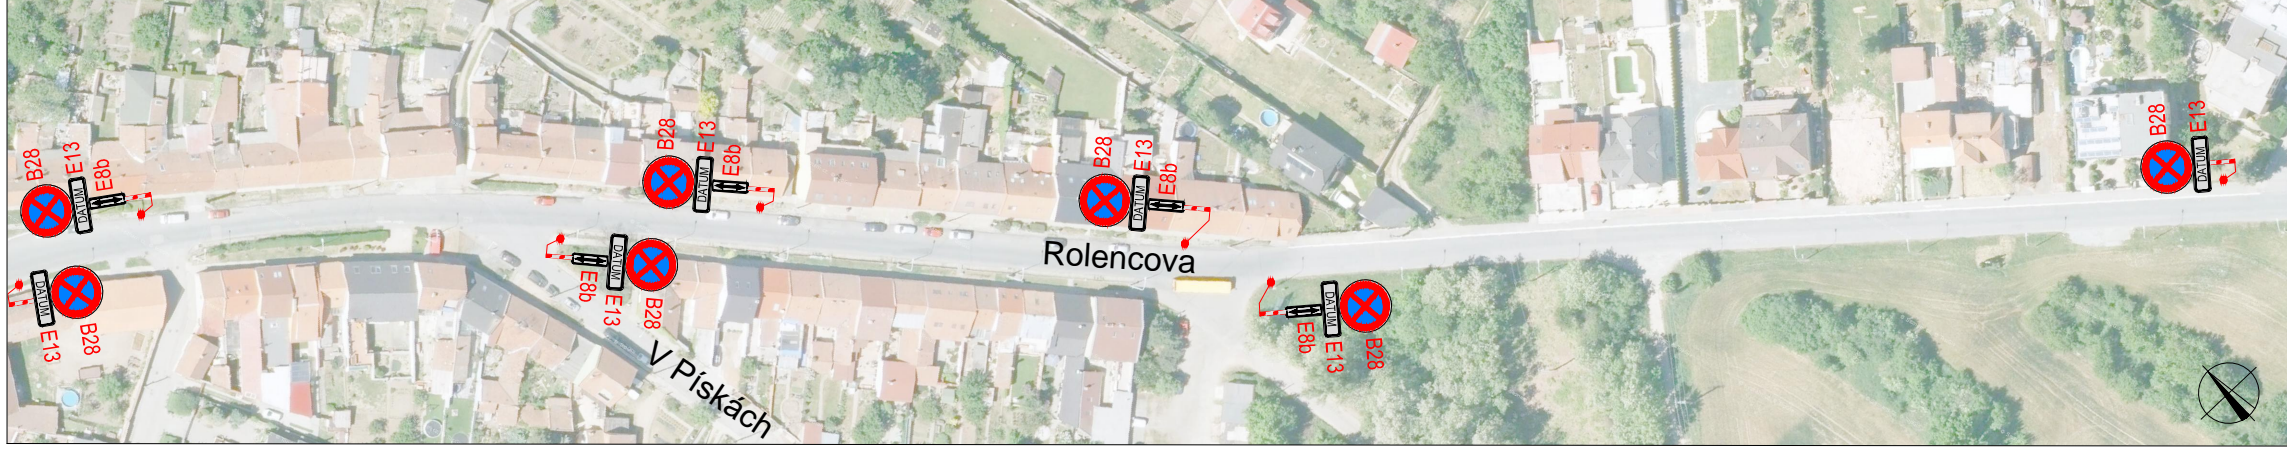 B28
E13
DATUM
E8b
B28
E13
DATUM
E8b
B28
E13
DATUM
E8b
B28
E13
DATUM
DATUM
E13
B28
E8b
DATUM
E13
B28
Rolencova
E8b
DATUM
E13
B28
V Pískách